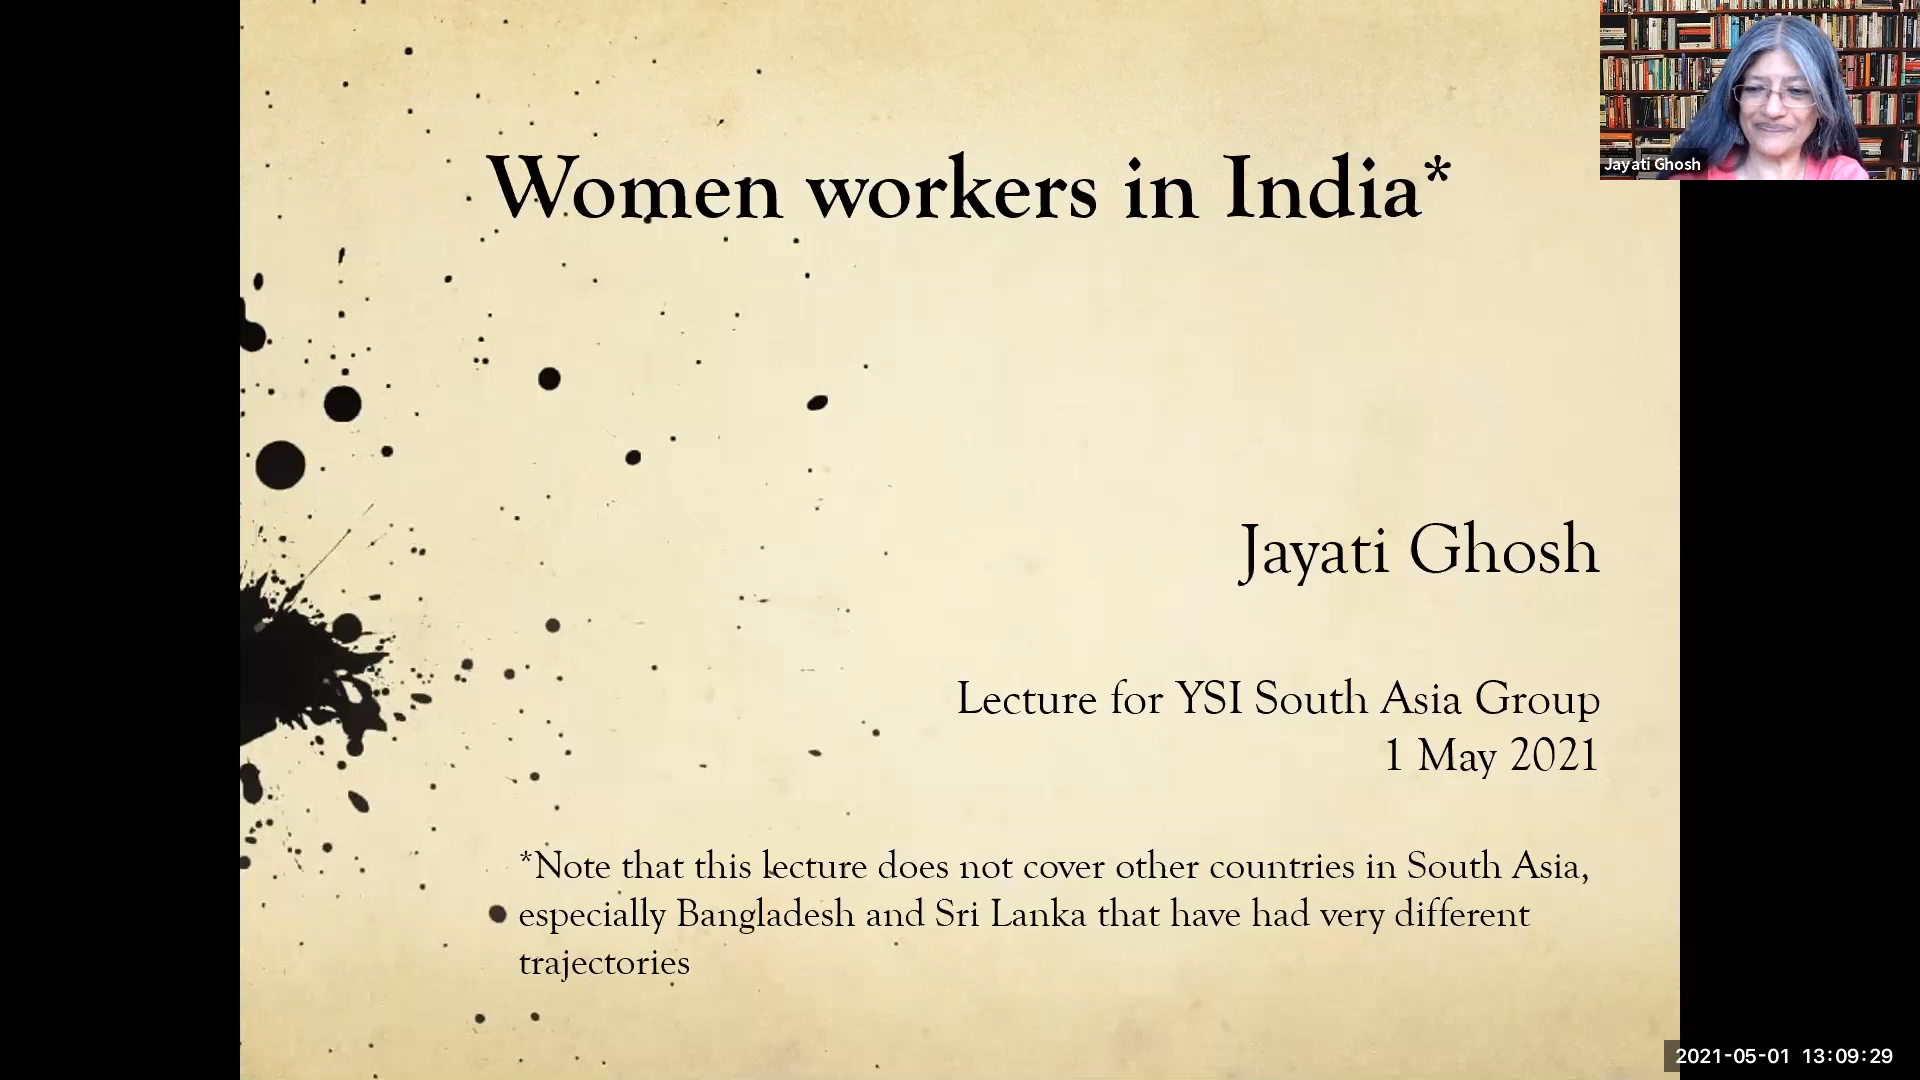 Women workers in India*
Jayati Ghosh
Jayati Ghosh
Lecture for YSI South Asia Group
1 May 2021
*Note that this lecture does not cover other countries in South Asia,
especially Bangladesh and Sri Lanka that have had very different
trajectories
2021-05-01 13:09:29